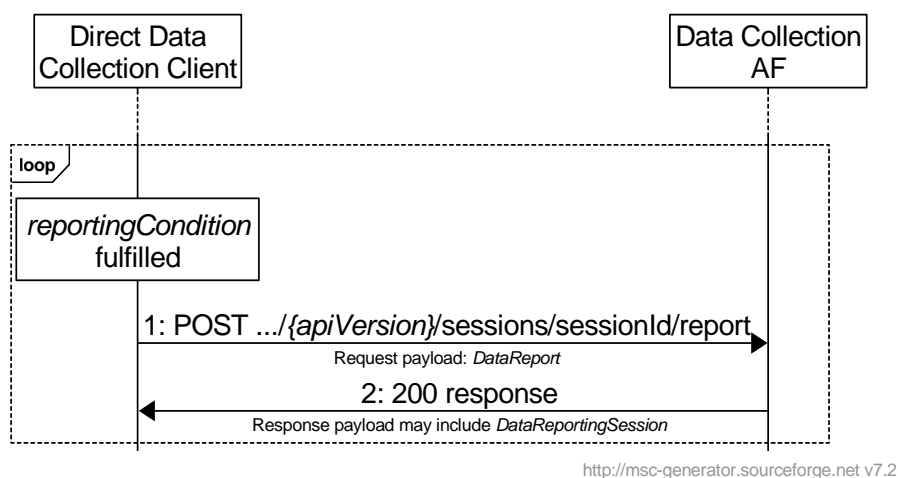 Direct Data
Collection Client
Data Collection
AF
loop
reportingCondition
fulfilled
1: POST .../{apiVersion}/sessions/sessionId/report
Request payload: DataReport
2: 200 response
Response payload may include DataReportingSession
http://msc-generator.sourceforge.net v7.2